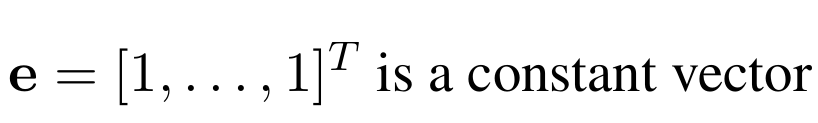 e = [1, . . . , 1]^T is a constant vector